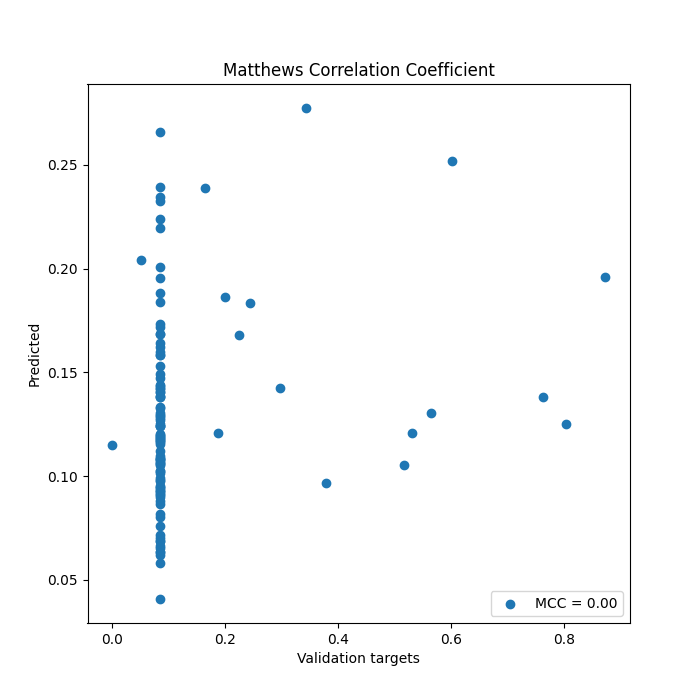 Matthews Correlation Coefficient
0.25
0.20
0.15
0.10
0.05
Predicted
MCC = 0.00
0.0 0.2 0.4 0.6 0.8
Validation targets